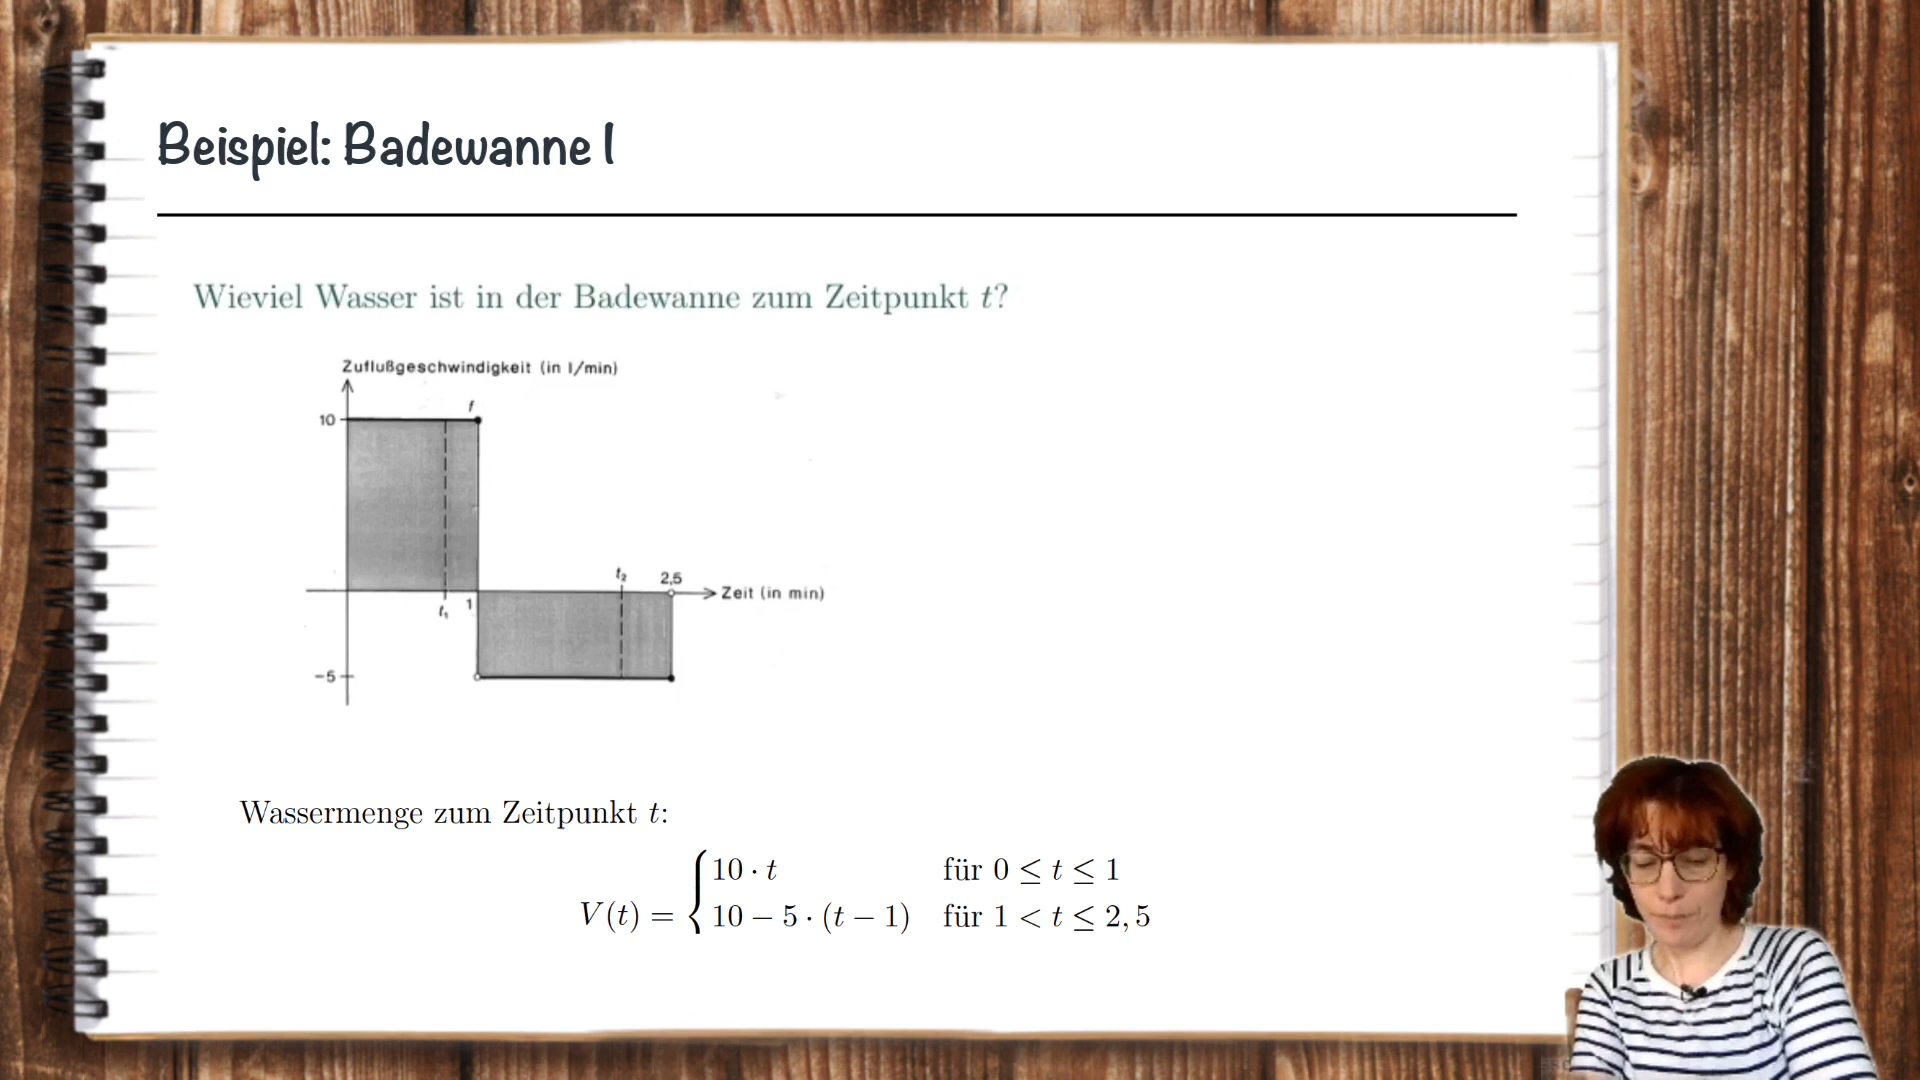 Beispiel: Badewanne I
Wieviel Wasser ist in der Badewanne zum Zeitpunkt t?
Zuflußgeschwindigkeit (in l/min)
f
10
t₂ 2,5
Zeit (in min)
t₁ 1
−5
Wassermenge zum Zeitpunkt t:
10 · t für 0 ≤ t ≤ 1
V(t) = { 10 − 5 · (t − 1) für 1 < t ≤ 2,5